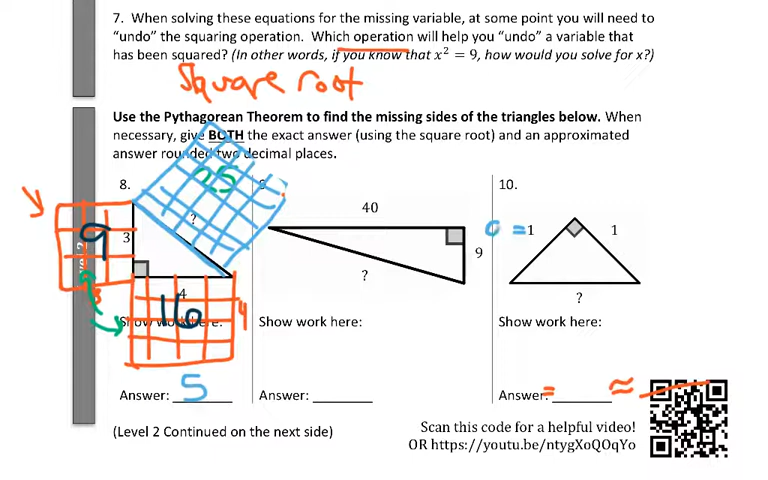 7. When solving these equations for the missing variable, at some point you will need to
"undo" the squaring operation. Which operation will help you "undo" a variable that
has been squared? (In other words, if you know that x² = 9, how would you solve for x?)
Square root
Use the Pythagorean Theorem to find the missing sides of the triangles below. When
necessary, give BOTH the exact answer (using the square root) and an approximated
answer rounded two decimal places.
8.
10.
25
?
3
9
4
16
4
40
9
?
c = 1
1
?
Show work here:
Show work here:
Show work here:
Answer: 5
Answer:
Answer: = ≈
(Level 2 Continued on the next side)
Scan this code for a helpful video!
OR https://youtu.be/ntygXoQOqYo